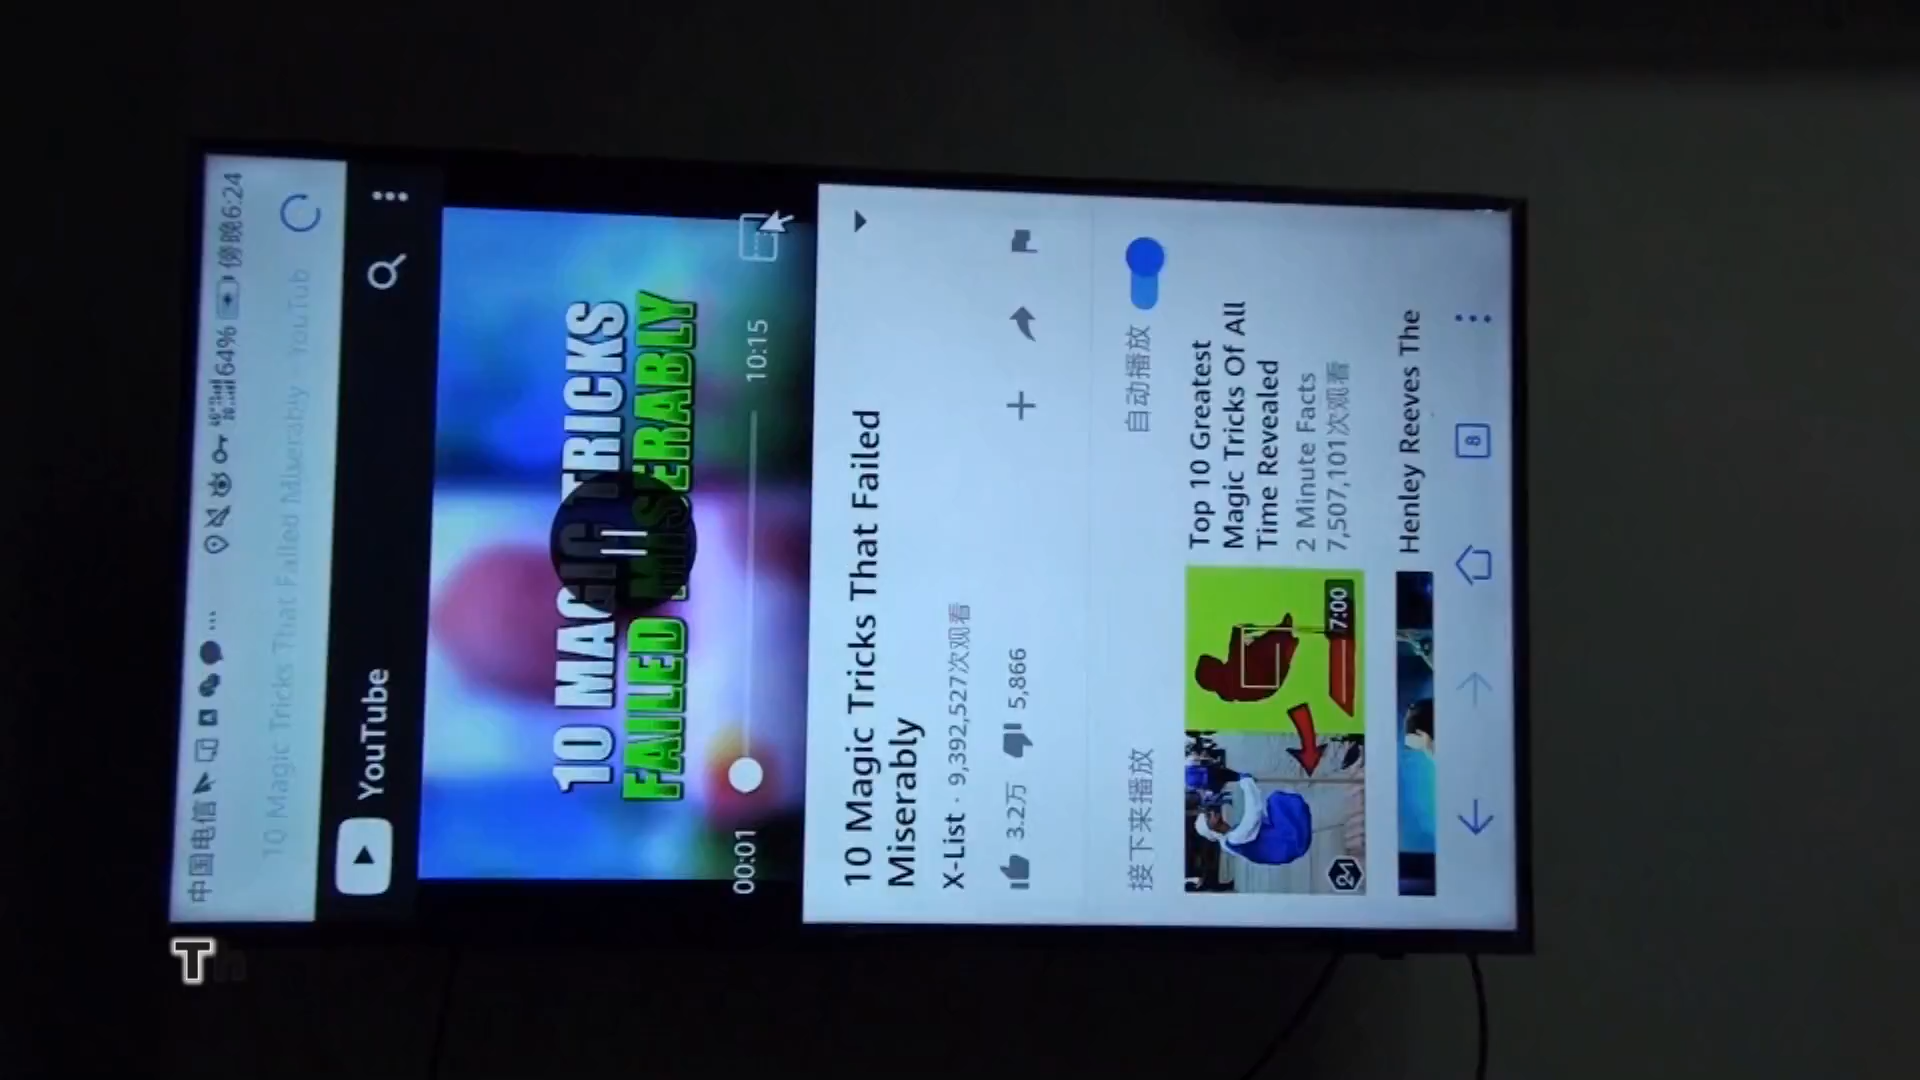 中国电信
64%
傍晚6:24
10 Magic Tricks That Failed Miserably - YouTub
YouTube
10 MAGIC TRICKS
FAILED MISERABLY
00:01
10:15
10 Magic Tricks That Failed
Miserably
X-List · 9,392,527次观看
3.2万
5,866
接下来播放
自动播放
7:00
Top 10 Greatest
Magic Tricks Of All
Time Revealed
2 Minute Facts
7,507,101次观看
Henley Reeves The
8
Th